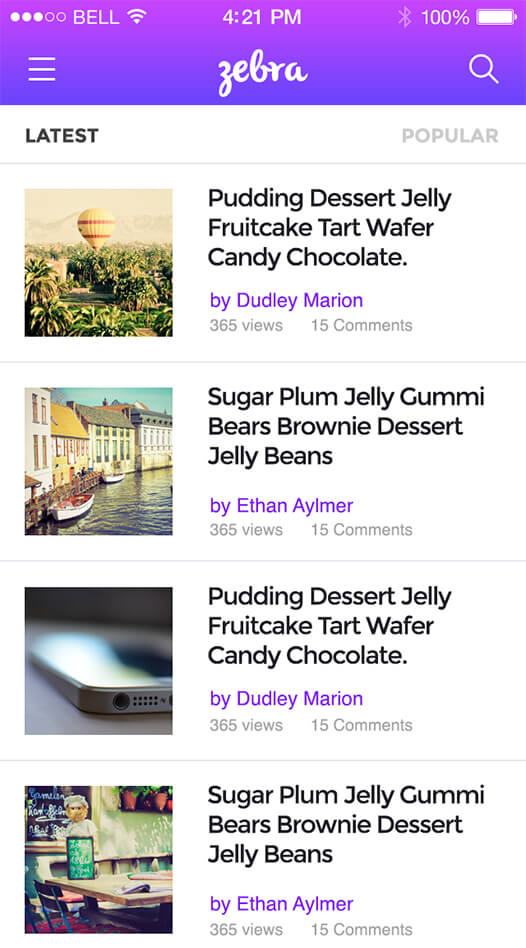 BELL 4:21 PM 100%
zebra
LATEST POPULAR
Pudding Dessert Jelly
Fruitcake Tart Wafer
Candy Chocolate.
by Dudley Marion
365 views 15 Comments
Sugar Plum Jelly Gummi
Bears Brownie Dessert
Jelly Beans
by Ethan Aylmer
365 views 15 Comments
Pudding Dessert Jelly
Fruitcake Tart Wafer
Candy Chocolate.
by Dudley Marion
365 views 15 Comments
Sugar Plum Jelly Gummi
Bears Brownie Dessert
Jelly Beans
by Ethan Aylmer
365 views 15 Comments